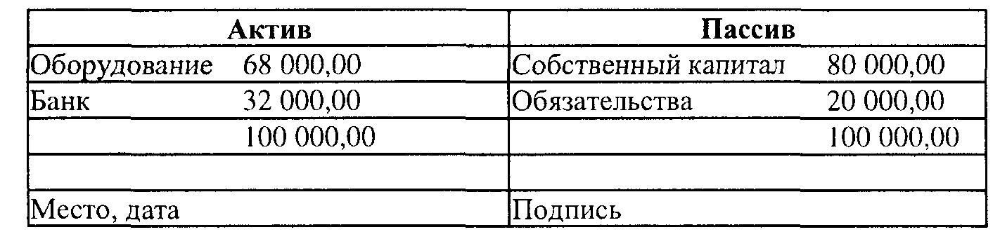 Актив Пассив
Оборудование 68 000,00 Собственный капитал 80 000,00
Банк 32 000,00 Обязательства 20 000,00
100 000,00 100 000,00
Место, дата Подпись